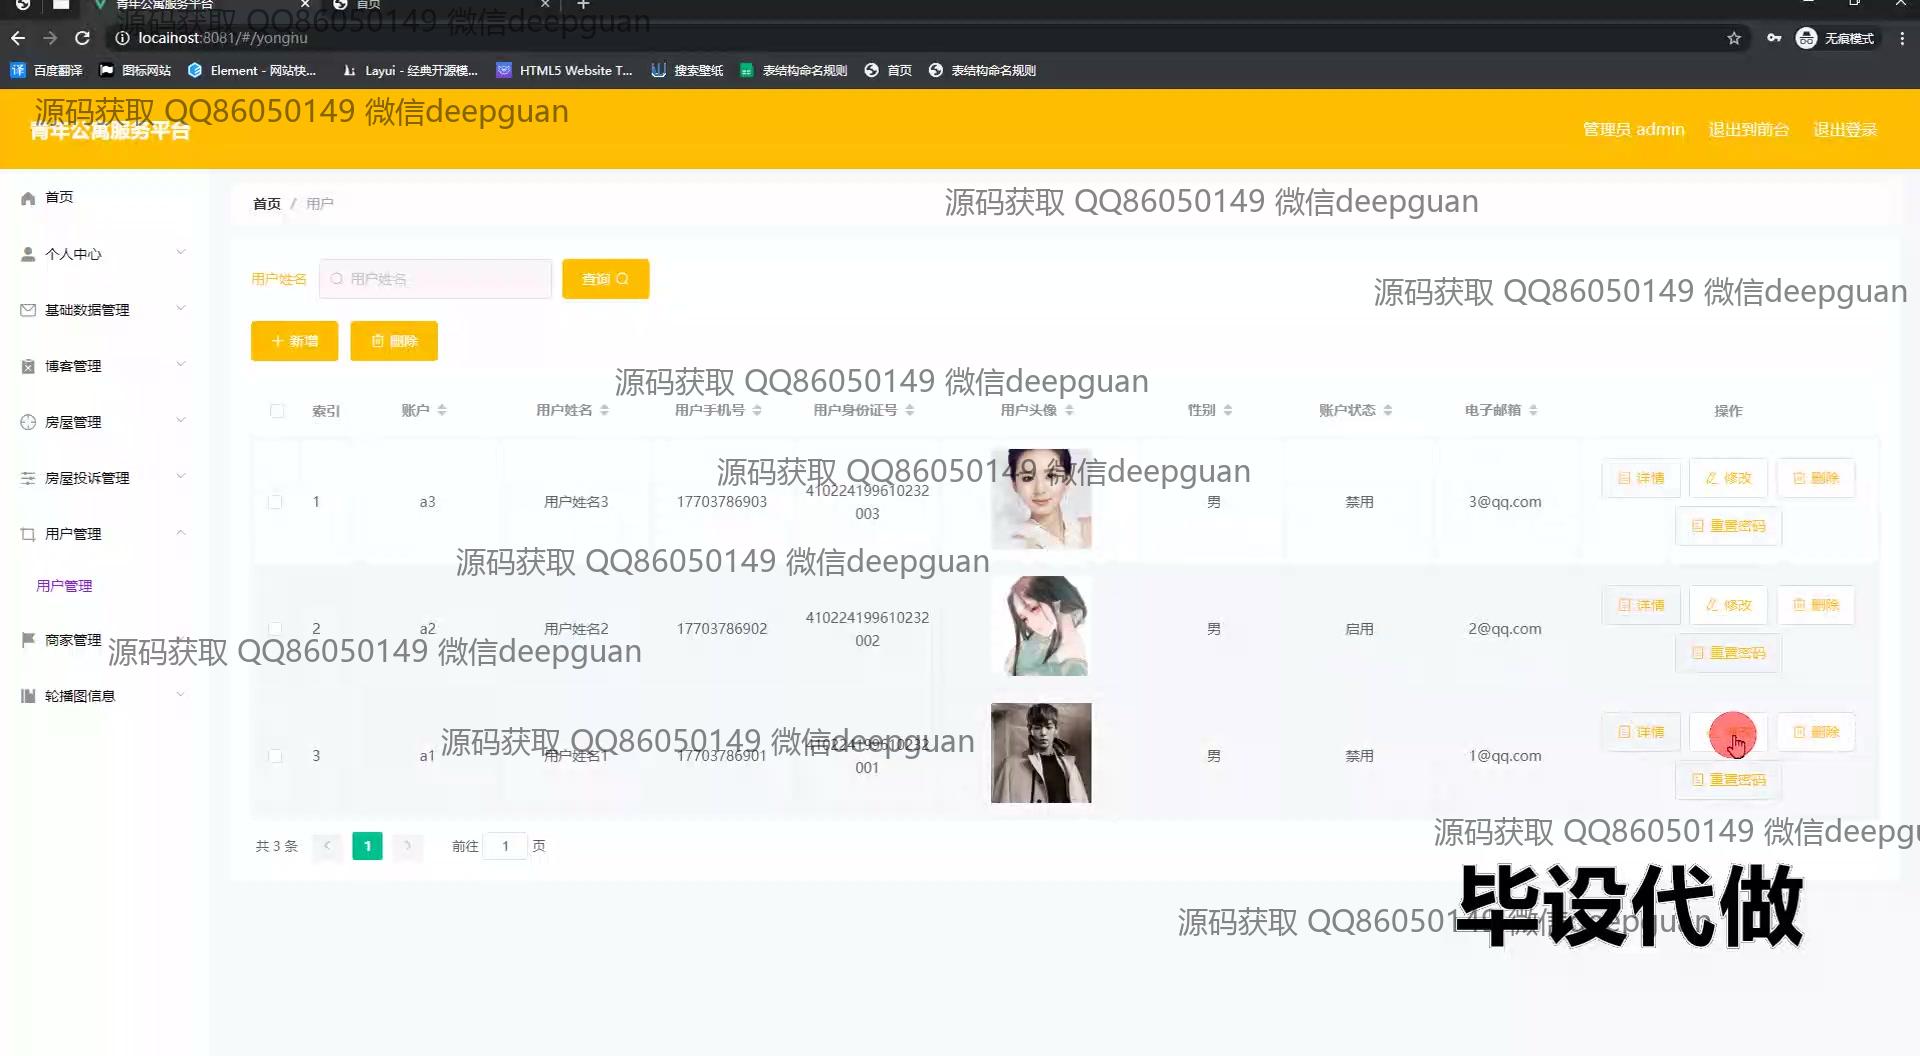 青年公寓服务平台
首页
源码获取 QQ86050149 微信deepguan
localhost:8081/#/yonghu
无痕模式
百度翻译 图标网站 Element - 网站快... Layui - 经典开源模... HTML5 Website T... 搜索壁纸 表结构命名规则 首页 表结构命名规则
源码获取 QQ86050149 微信deepguan
青年公寓服务平台
管理员 admin 退出到前台 退出登录
首页
个人中心
基础数据管理
博客管理
房屋管理
房屋投诉管理
用户管理
用户管理
商家管理
轮播图信息
首页 / 用户
源码获取 QQ86050149 微信deepguan
用户姓名 用户姓名 查询
源码获取 QQ86050149 微信deepguan
新增 删除
源码获取 QQ86050149 微信deepguan
索引 账户 用户姓名 用户手机号 用户身份证号 用户头像 性别 账户状态 电子邮箱 操作
源码获取 QQ86050149 微信deepguan
1 a3 用户姓名3 17703786903 410224199610232003 男 禁用 3@qq.com 详情 修改 删除
重置密码
源码获取 QQ86050149 微信deepguan
2 a2 用户姓名2 17703786902 410224199610232002 男 启用 2@qq.com 详情 修改 删除
重置密码
源码获取 QQ86050149 微信deepguan
源码获取 QQ86050149 微信deepguan
3 a1 用户姓名1 17703786901 410224199610232001 男 禁用 1@qq.com 详情 删除
重置密码
共 3 条 1 前往 1 页
源码获取 QQ86050149 微信deepgu
毕设代做
源码获取 QQ86050149 微信deepguan